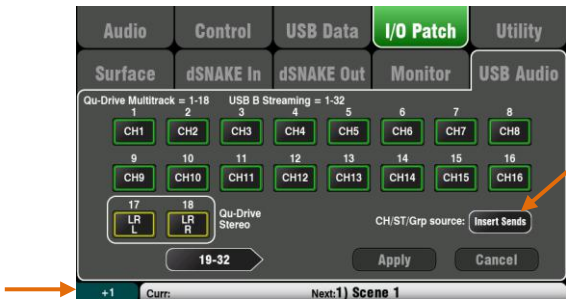 Audio Control USB Data I/O Patch Utility
Surface dSNAKE In dSNAKE Out Monitor USB Audio
Qu-Drive Multitrack = 1-18 USB B Streaming = 1-32
1 2 3 4 5 6 7 8
CH1 CH2 CH3 CH4 CH5 CH6 CH7 CH8
9 10 11 12 13 14 15 16
CH9 CH10 CH11 CH12 CH13 CH14 CH15 CH16
17 18
LR L LR R Qu-Drive Stereo CH/ST/Grp source: Insert Sends
19-32 Apply Cancel
+1 Curr: Next:1) Scene 1